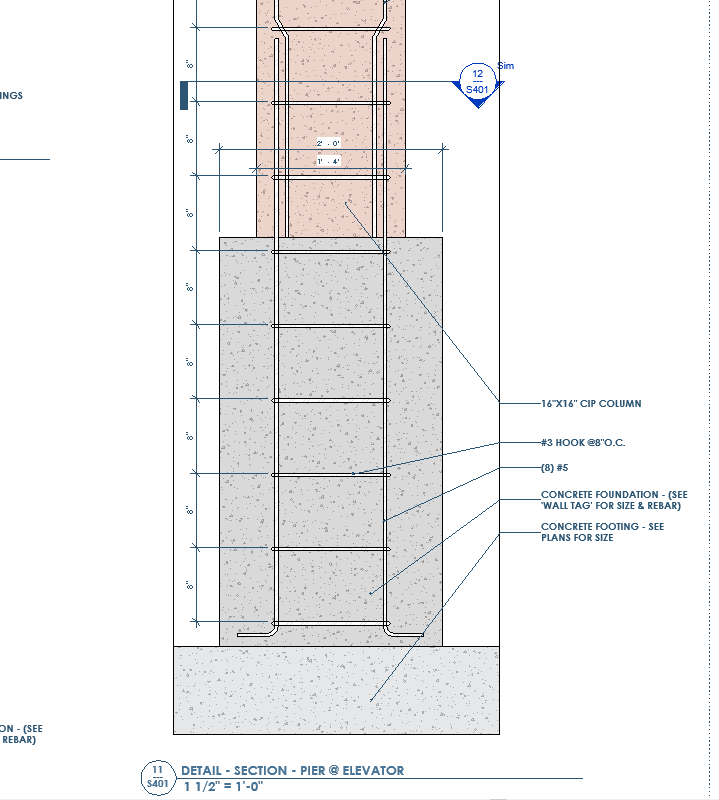 8"
Sim
12
S401
INGS
8"
2' - 0"
1' - 4"
8"
8"
8"
16"X16" CIP COLUMN
8"
#3 HOOK @8"O.C.
(8) #5
8"
CONCRETE FOUNDATION - (SEE
'WALL TAG' FOR SIZE & REBAR)
CONCRETE FOOTING - SEE
PLANS FOR SIZE
8"
8"
ON - (SEE
REBAR)
11
S401
DETAIL - SECTION - PIER @ ELEVATOR
1 1/2" = 1'-0"